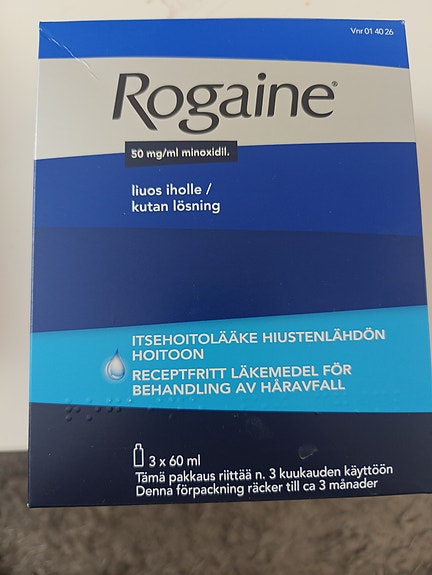 Vnr 01 40 26
Rogaine®
50 mg/ml minoxidil.
liuos iholle /
kutan lösning
ITSEHOITOLÄÄKE HIUSTENLÄHDÖN
HOITOON
RECEPTFRITT LÄKEMEDEL FÖR
BEHANDLING AV HÅRAVFALL
3 x 60 ml
Tämä pakkaus riittää n. 3 kuukauden käyttöön
Denna förpackning räcker till ca 3 månader